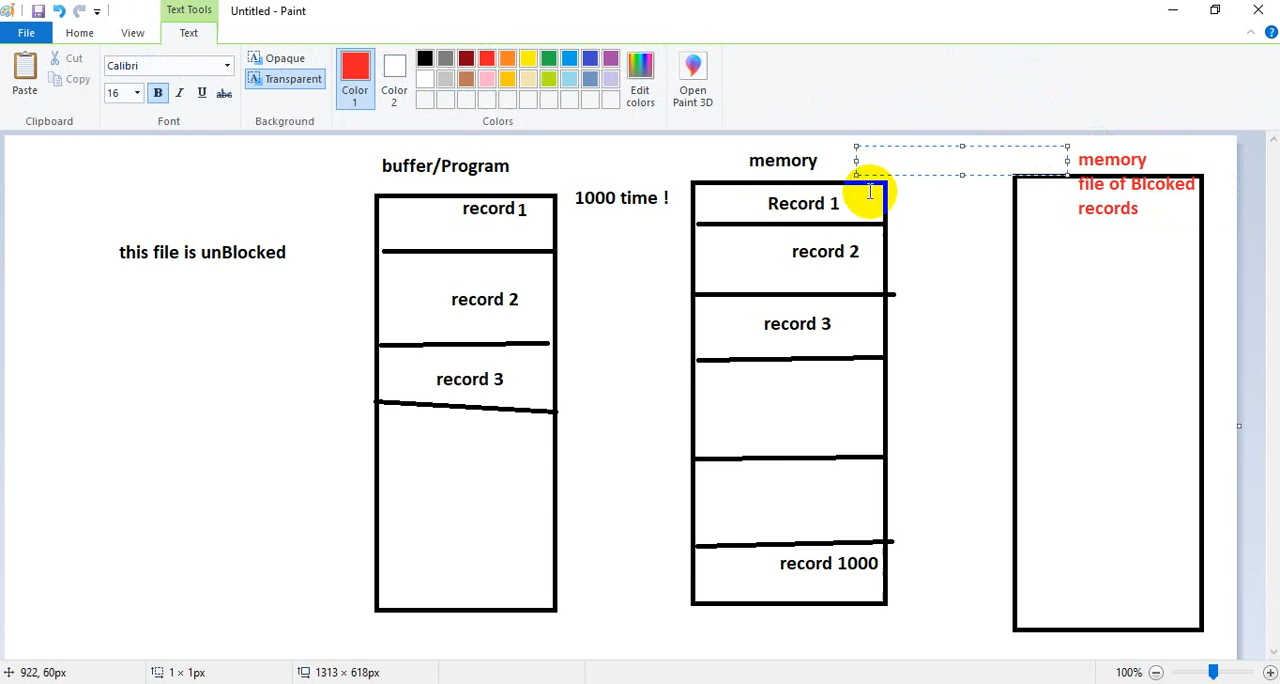 Text Tools
Untitled - Paint
File
Home
View
Text
Paste
Cut
Copy
Clipboard
Calibri
16
B
I
U
abc
Font
Opaque
Transparent
Background
Color 1
Color 2
Edit colors
Colors
Open Paint 3D
buffer/Program
this file is unBlocked
record 1
record 2
record 3
1000 time !
memory
Record 1
record 2
record 3
record 1000
memory
file of Blcoked
records
922, 60px
1 × 1px
1313 × 618px
100%